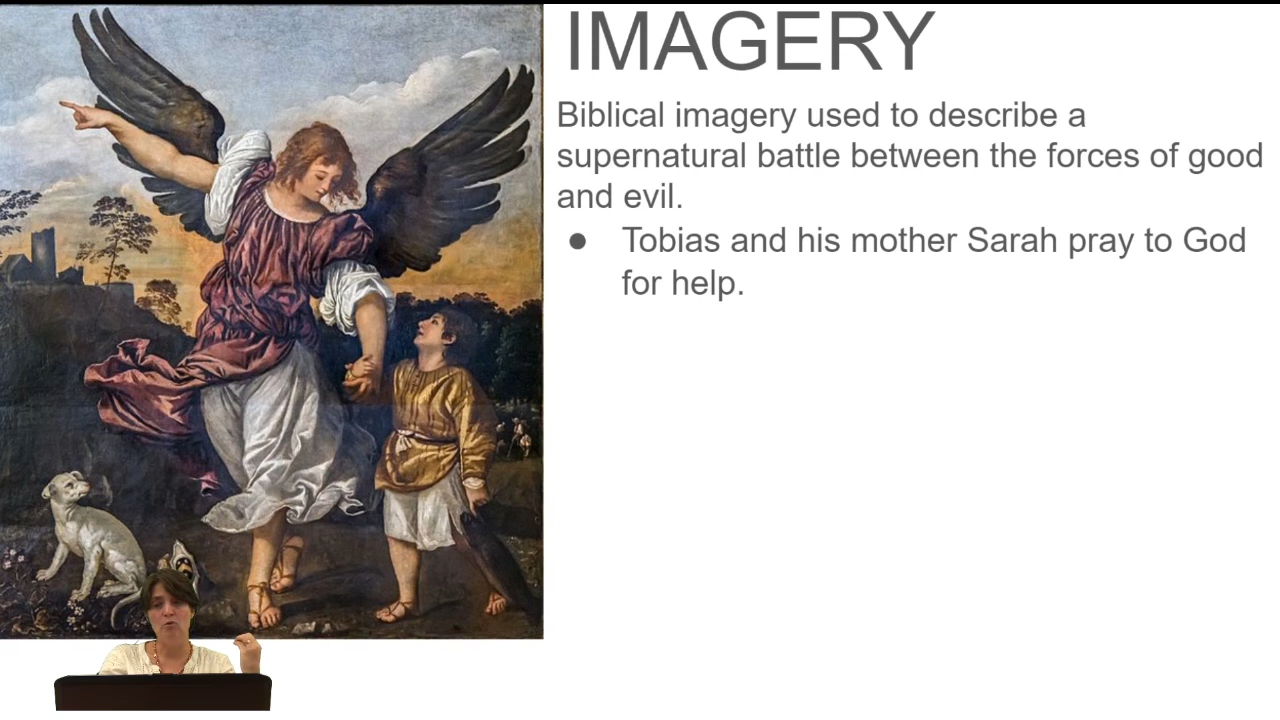 IMAGERY
Biblical imagery used to describe a
supernatural battle between the forces of good
and evil.
● Tobias and his mother Sarah pray to God
for help.